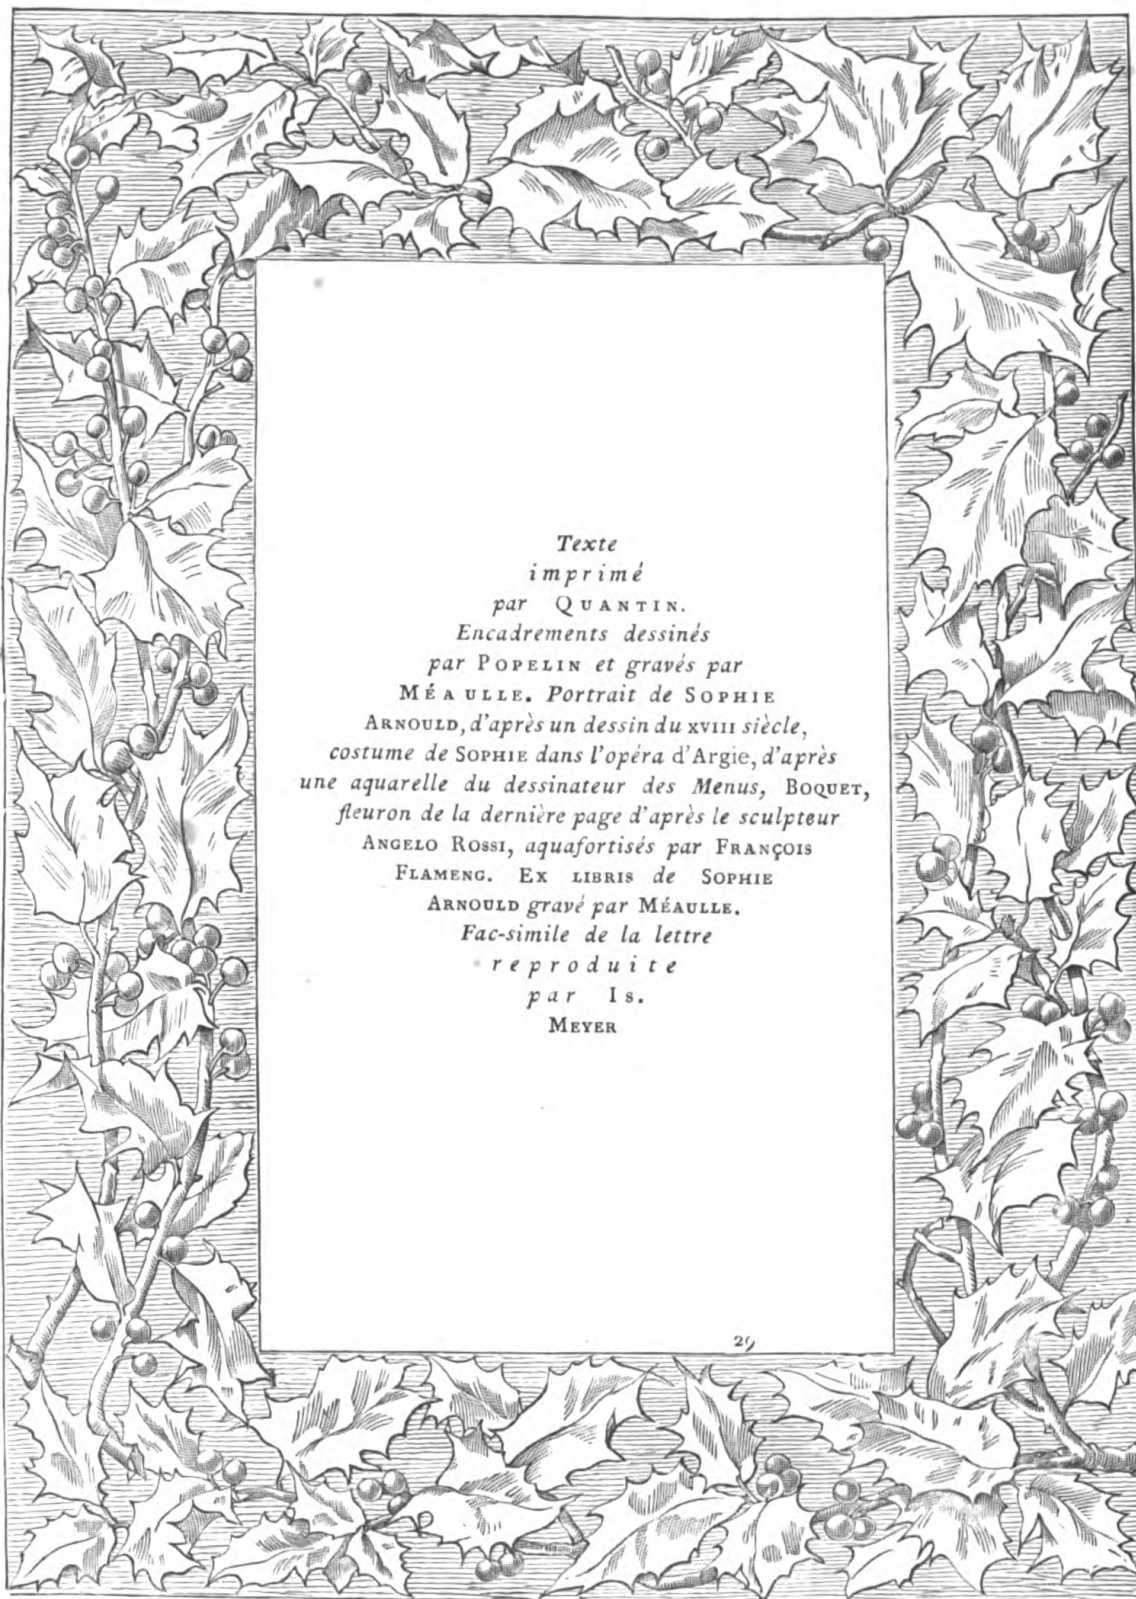 Texte
imprimé
par QUANTIN.
Encadrements dessinés
par POPELIN et gravés par
MÉAULLE. Portrait de SOPHIE
ARNOULD, d'après un dessin du XVIII siècle,
costume de SOPHIE dans l'opéra d'Argie, d'après
une aquarelle du dessinateur des Menus, BOQUET,
fleuron de la dernière page d'après le sculpteur
ANGELO ROSSI, aquafortisés par FRANÇOIS
FLAMENG. EX LIBRIS de SOPHIE
ARNOULD gravé par MÉAULLE.
Fac-simile de la lettre
reproduite
par IS.
MEYER
29